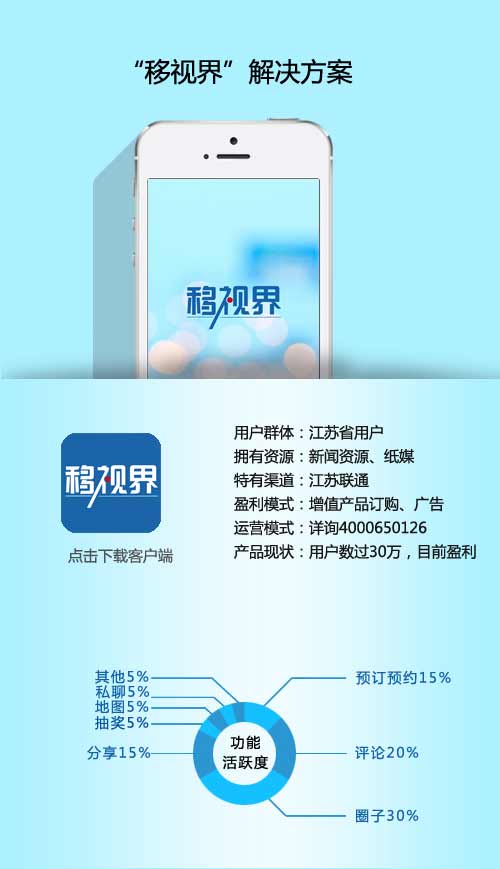 “移视界”解决方案
移视界
移视界
点击下载客户端
用户群体：江苏省用户
拥有资源：新闻资源、纸媒
特有渠道：江苏联通
盈利模式：增值产品订购、广告
运营模式：详询4000650126
产品现状：用户数过30万，目前盈利
其他5%
私聊5%
地图5%
抽奖5%
分享15%
功能
活跃度
预订预约15%
评论20%
圈子30%